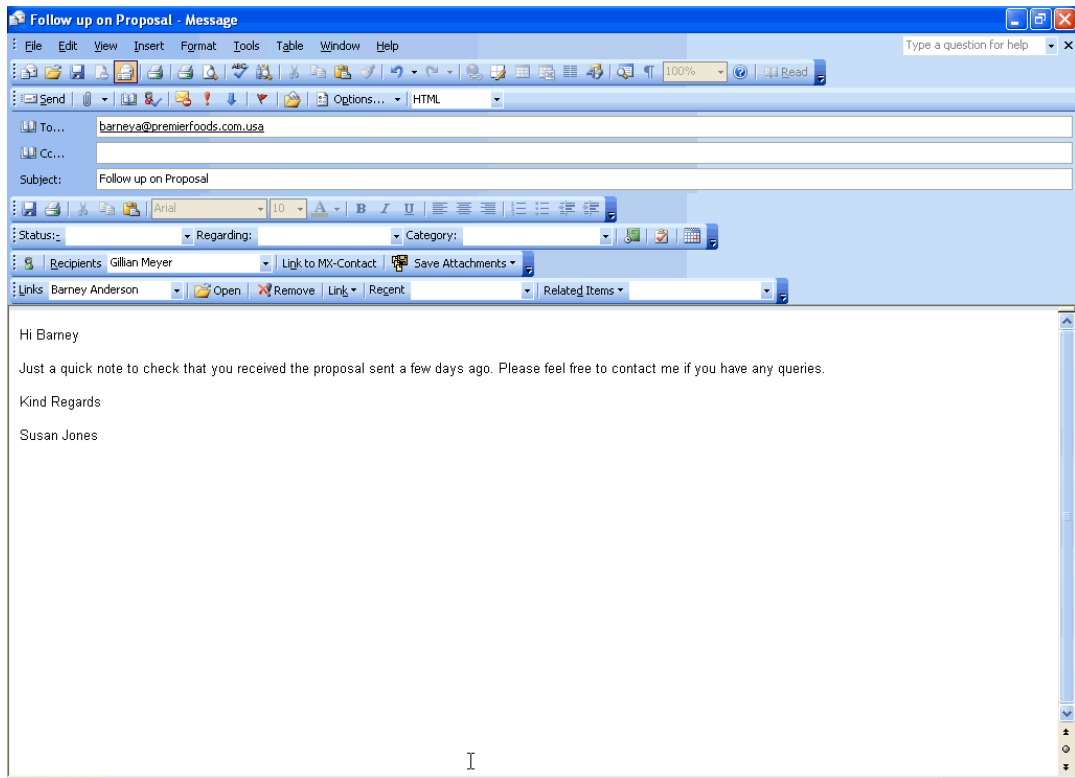 Follow up on Proposal - Message
File Edit View Insert Format Tools Table Window Help Type a question for help
ABC 100% Read
Send Options... HTML
To... barneya@premierfoods.com.usa
Cc...
Subject: Follow up on Proposal
Arial 10 A B I U
Status:- Regarding: Category:
Recipients Gillian Meyer Link to MX-Contact Save Attachments
Links Barney Anderson Open Remove Link Recent Related Items
Hi Barney
Just a quick note to check that you received the proposal sent a few days ago. Please feel free to contact me if you have any queries.
Kind Regards
Susan Jones